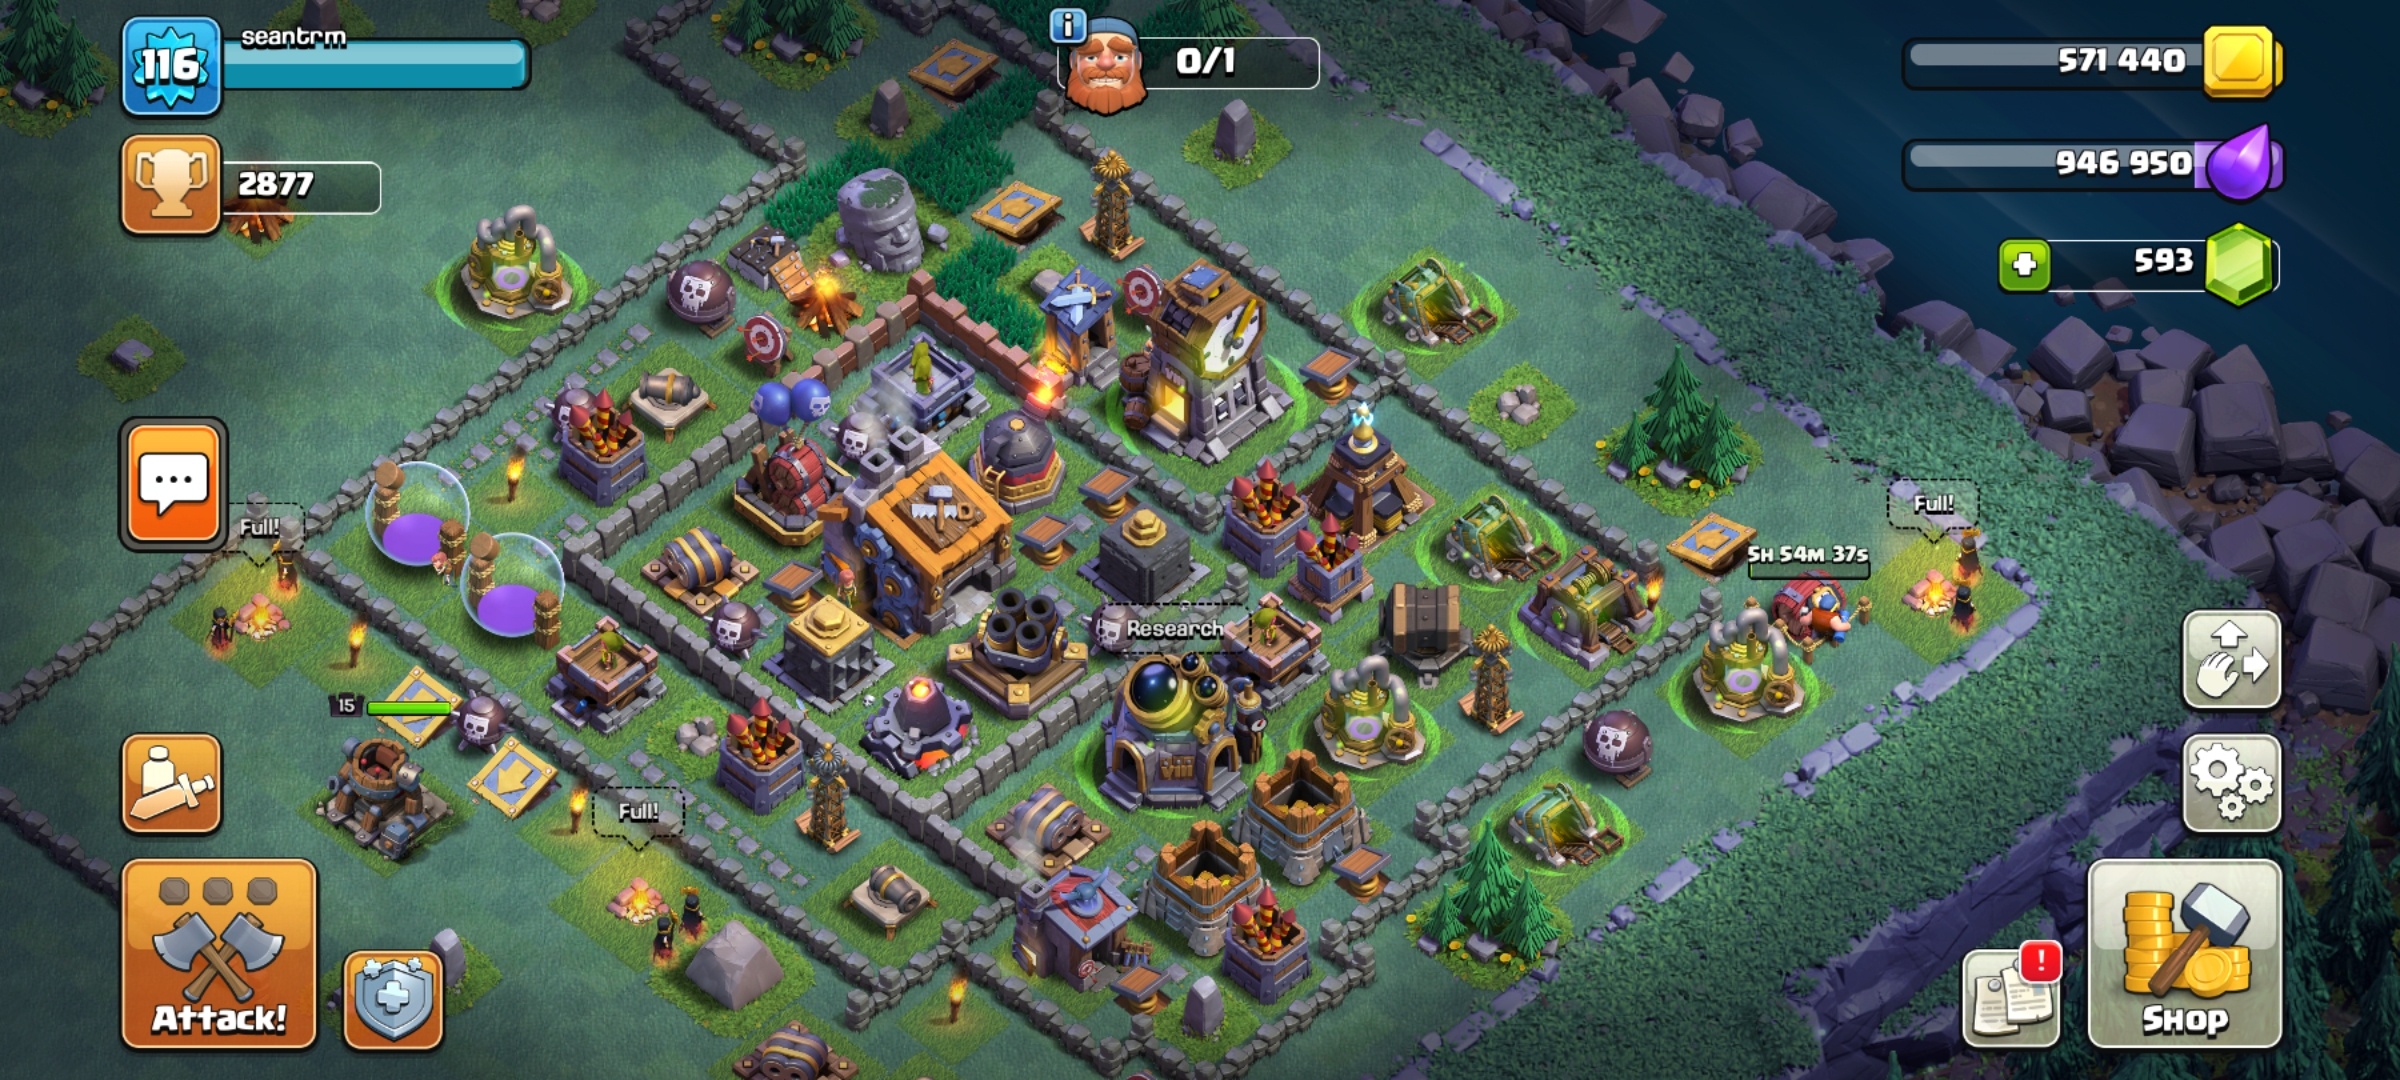 seantrm
116
0/1
571 440
2877
946 950
593
Full!
Full!
5H 54M 37s
Research
15
VIII
Full!
Attack!
!
Shop